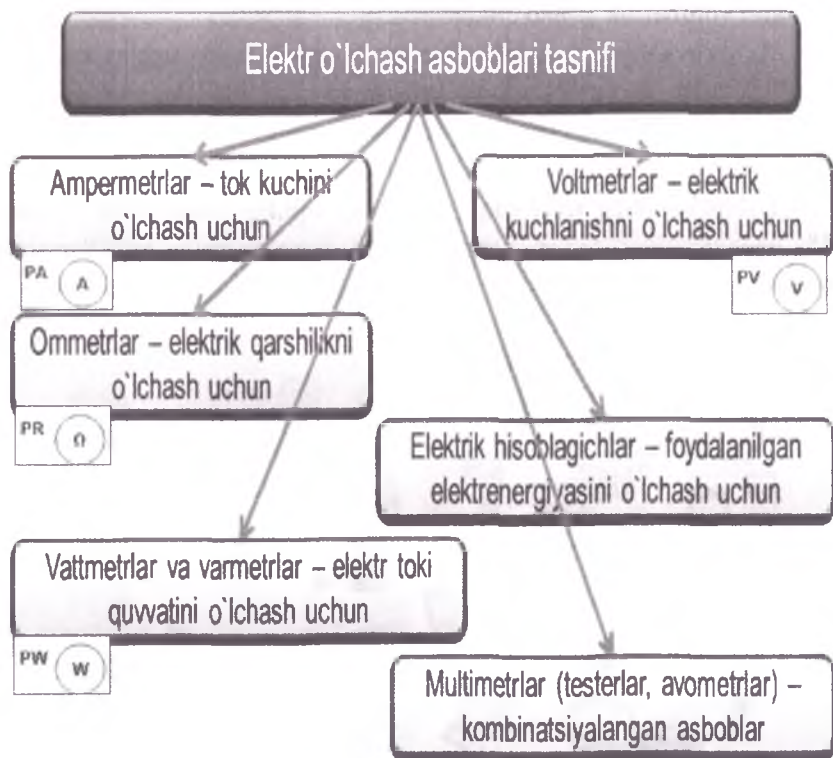 Elektr o`lchash asboblari tasnifi
Ampermetrlar – tok kuchini
o`lchash uchun
PA A
Voltmetrlar – elektrik
kuchlanishni o`lchash uchun
PV V
Ommetrlar – elektrik qarshilikni
o`lchash uchun
PR Ω
Elektrik hisoblagichlar – foydalanilgan
elektrenergiyasini o`lchash uchun
Vattmetrlar va varmetrlar – elektr toki
quvvatini o`lchash uchun
PW W
Multimetrlar (testerlar, avometrlar) –
kombinatsiyalangan asboblar